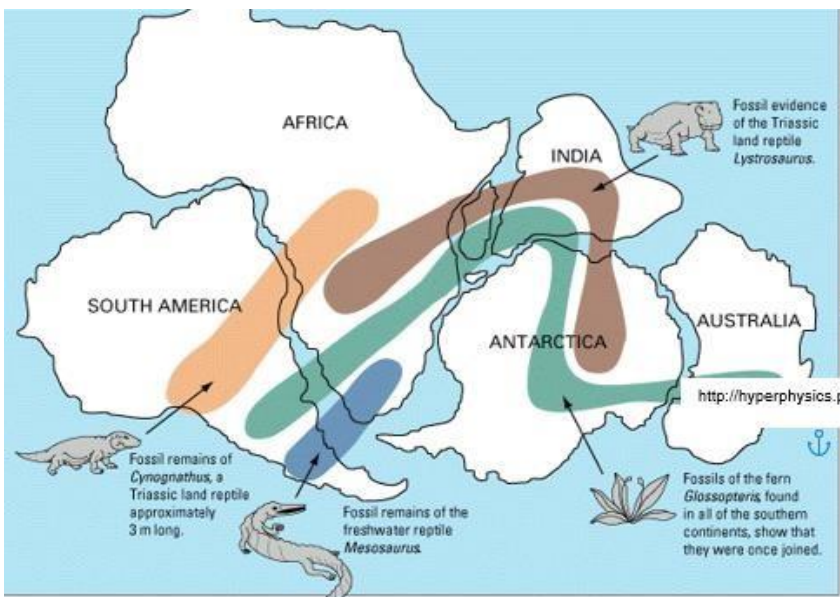 AFRICA
INDIA
Fossil evidence
of the Triassic
land reptile
Lystrosaurus.
SOUTH AMERICA
ANTARCTICA
AUSTRALIA
http://hyperphysics.p
Fossil remains of
Cynognathus, a
Triassic land reptile
approximately
3 m long.
Fossil remains of the
freshwater reptile
Mesosaurus.
Fossils of the fern
Glossopteris, found
in all of the southern
continents, show that
they were once joined.